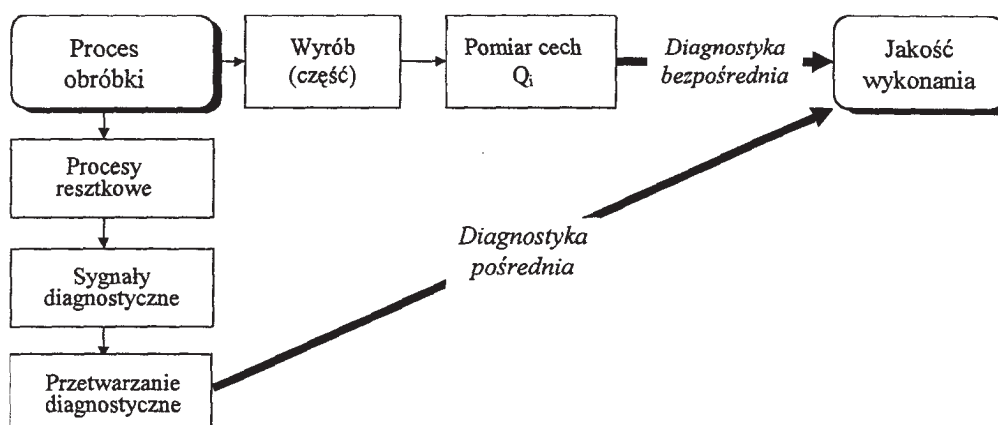 Proces
obróbki
Wyrób
(część)
Pomiar cech
Qi
Diagnostyka
bezpośrednia
Jakość
wykonania
Procesy
resztkowe
Sygnały
diagnostyczne
Przetwarzanie
diagnostyczne
Diagnostyka
pośrednia